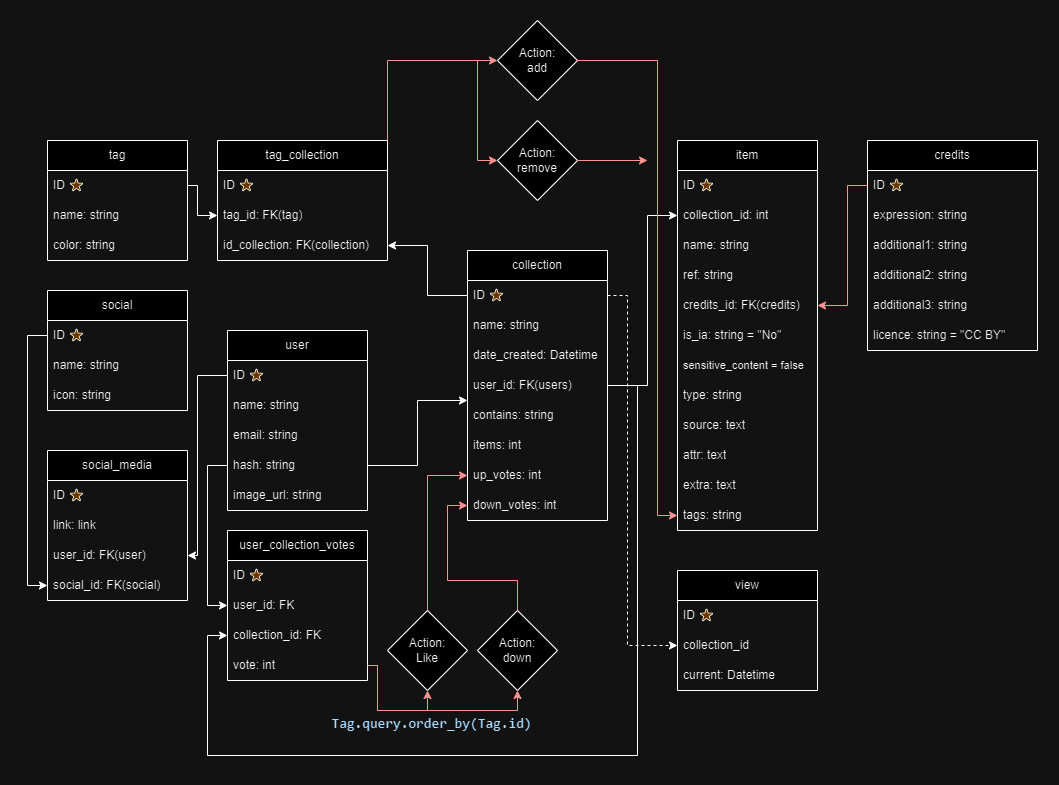 Action:
add
Action:
remove
tag
ID
name: string
color: string
tag_collection
ID
tag_id: FK(tag)
id_collection: FK(collection)
item
ID
collection_id: int
name: string
ref: string
credits_id: FK(credits)
is_ia: string = "No"
sensitive_content = false
type: string
source: text
attr: text
extra: text
tags: string
credits
ID
expression: string
additional1: string
additional2: string
additional3: string
licence: string = "CC BY"
collection
ID
name: string
date_created: Datetime
user_id: FK(users)
contains: string
items: int
up_votes: int
down_votes: int
social
ID
name: string
icon: string
user
ID
name: string
email: string
hash: string
image_url: string
social_media
ID
link: link
user_id: FK(user)
social_id: FK(social)
user_collection_votes
ID
user_id: FK
collection_id: FK
vote: int
Action:
Like
Action:
down
view
ID
collection_id
current: Datetime
Tag.query.order_by(Tag.id)